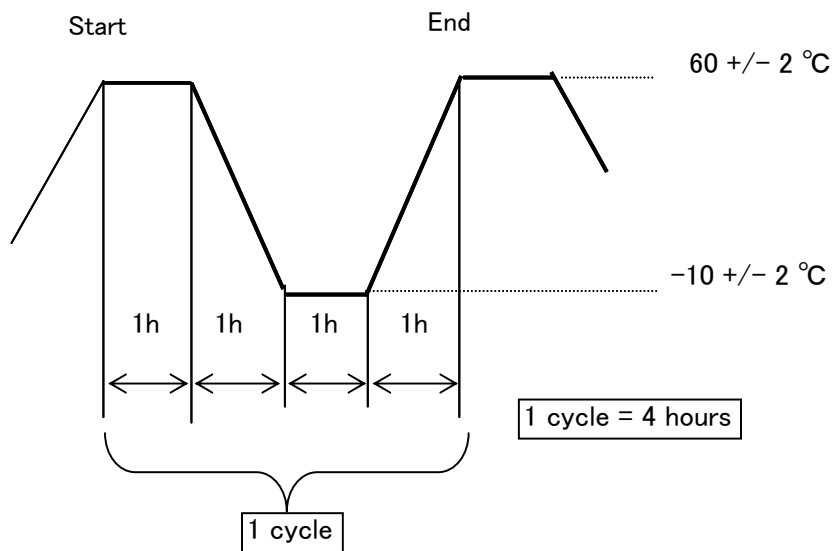 Start
End
60 +/- 2 ℃
-10 +/- 2 ℃
1h
1h
1h
1h
1 cycle = 4 hours
1 cycle